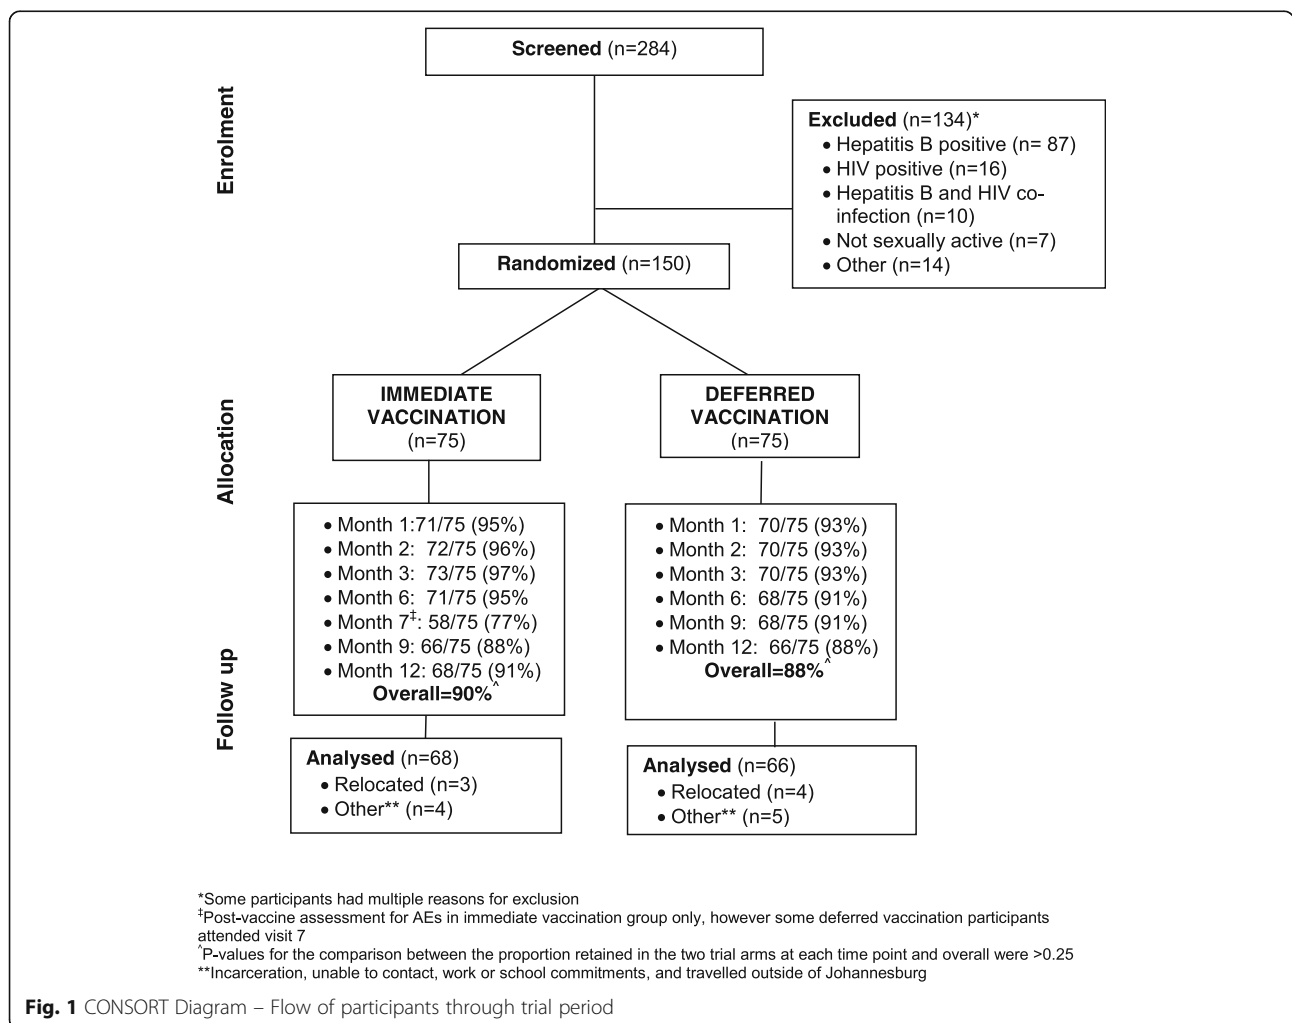 Screened (n=284)
Enrolment
Excluded (n=134)*
• Hepatitis B positive (n= 87)
• HIV positive (n=16)
• Hepatitis B and HIV co-
infection (n=10)
• Not sexually active (n=7)
• Other (n=14)
Randomized (n=150)
Allocation
IMMEDIATE
VACCINATION
(n=75)
DEFERRED
VACCINATION
(n=75)
Follow up
• Month 1:71/75 (95%)
• Month 2: 72/75 (96%)
• Month 3: 73/75 (97%)
• Month 6: 71/75 (95%
• Month 7‡: 58/75 (77%)
• Month 9: 66/75 (88%)
• Month 12: 68/75 (91%)
Overall=90%^
• Month 1: 70/75 (93%)
• Month 2: 70/75 (93%)
• Month 3: 70/75 (93%)
• Month 6: 68/75 (91%)
• Month 9: 68/75 (91%)
• Month 12: 66/75 (88%)
Overall=88%^
Analysed (n=68)
• Relocated (n=3)
• Other** (n=4)
Analysed (n=66)
• Relocated (n=4)
• Other** (n=5)
*Some participants had multiple reasons for exclusion
‡Post-vaccine assessment for AEs in immediate vaccination group only, however some deferred vaccination participants
attended visit 7
^P-values for the comparison between the proportion retained in the two trial arms at each time point and overall were >0.25
**Incarceration, unable to contact, work or school commitments, and travelled outside of Johannesburg
Fig. 1 CONSORT Diagram – Flow of participants through trial period